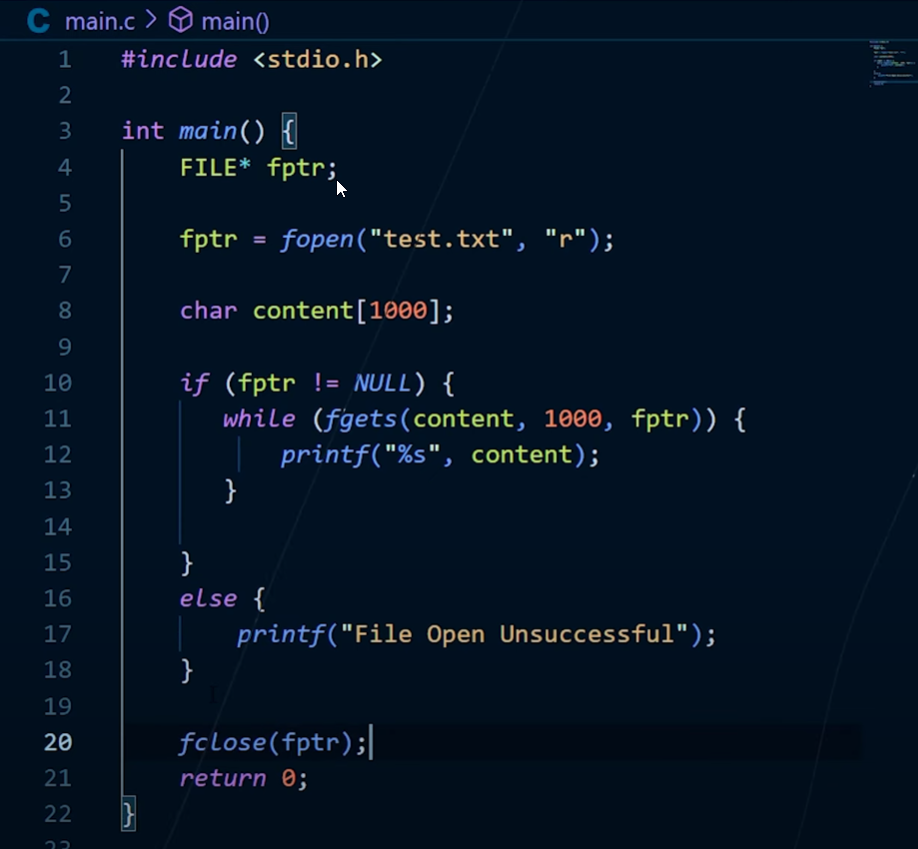 C main.c > main()
1 #include <stdio.h>
2
3 int main() {
4     FILE* fptr;
5
6     fptr = fopen("test.txt", "r");
7
8     char content[1000];
9
10     if (fptr != NULL) {
11        while (fgets(content, 1000, fptr)) {
12            printf("%s", content);
13        }
14
15     }
16     else {
17         printf("File Open Unsuccessful");
18     }
19
20     fclose(fptr);
21     return 0;
22 }
23